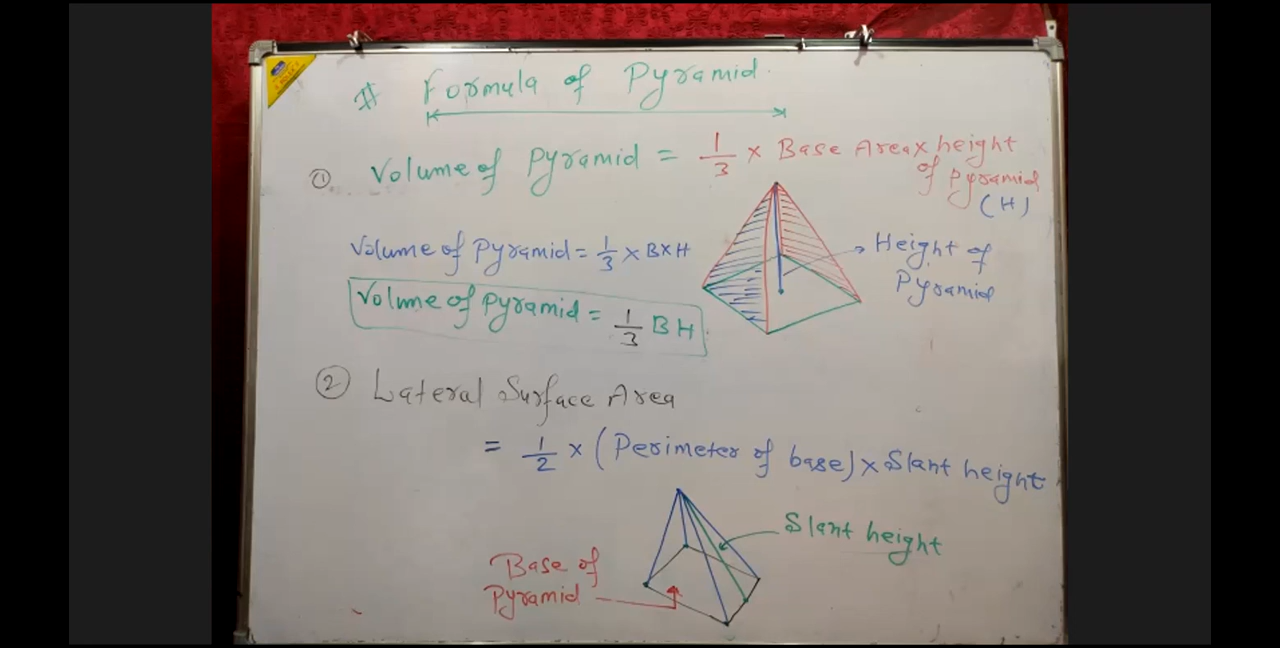 # Formula of Pyramid.
① Volume of Pyramid = 1/3 × Base Area × height of pyramid (H)
Volume of Pyramid = 1/3 × B × H
Height of Pyramid
Volume of Pyramid = 1/3 BH
② Lateral Surface Area
= 1/2 × (Perimeter of base) × Slant height
Slant height
Base of
Pyramid